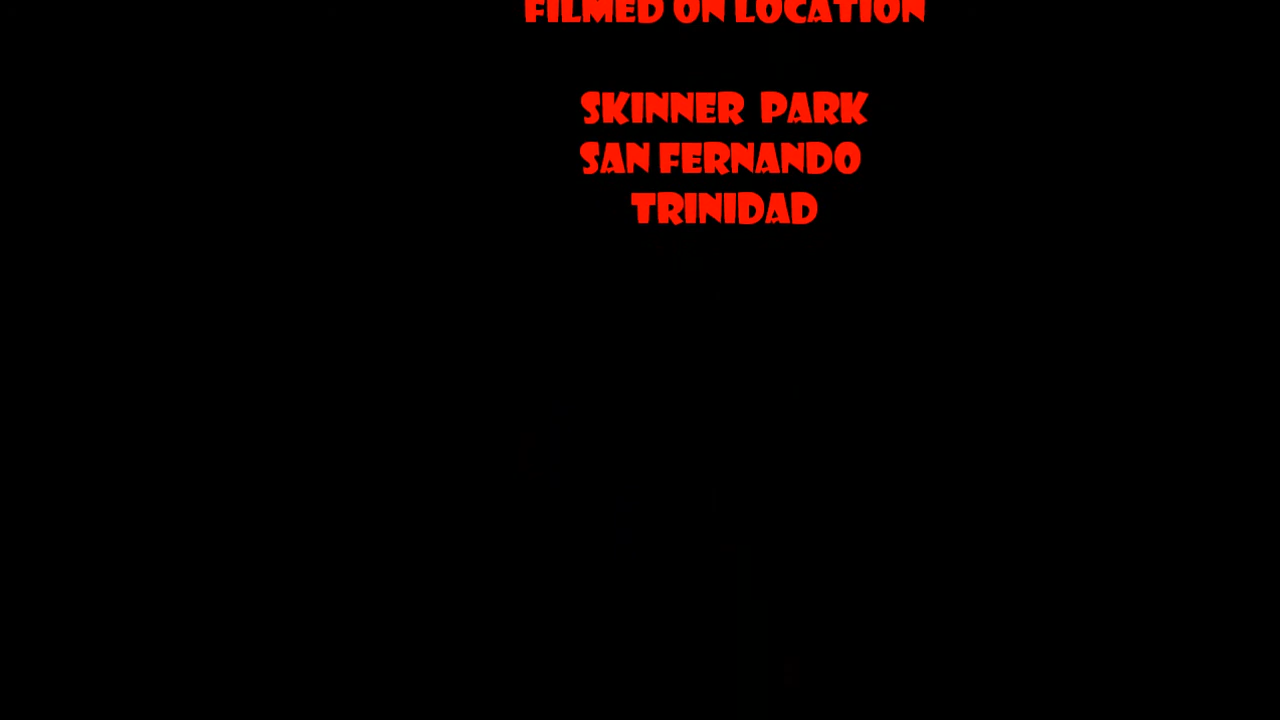 FILMED ON LOCATION
SKINNER PARK
SAN FERNANDO
TRINIDAD